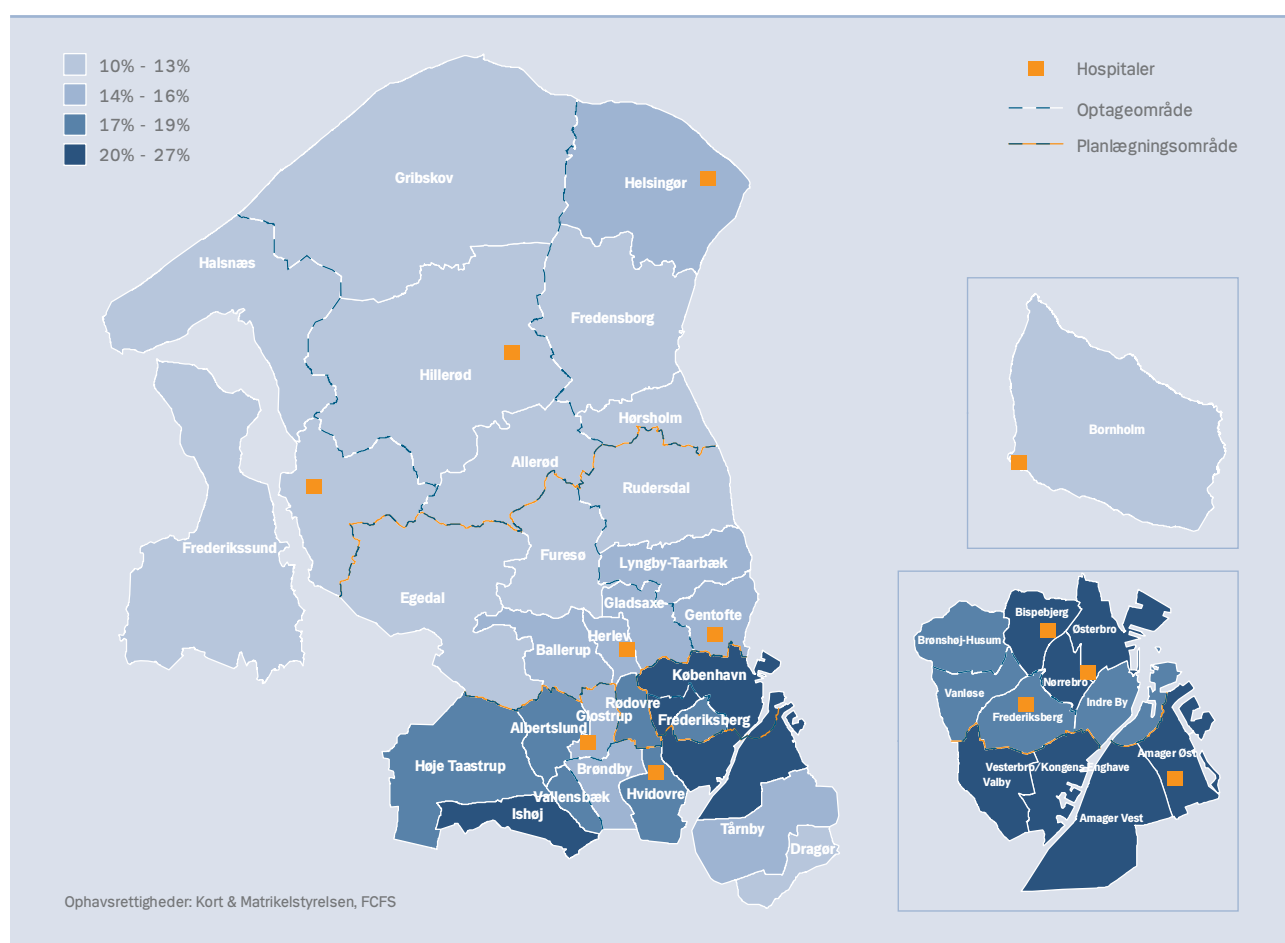 10% - 13%
14% - 16%
17% - 19%
20% - 27%
Hospitaler
Optageområde
Planlægningsområde
Gribskov
Helsingør
Halsnæs
Fredensborg
Hillerød
Hørsholm
Allerød
Rudersdal
Frederikssund
Furesø
Lyngby-Taarbæk
Egedal
Gladsaxe
Gentofte
Herlev
Ballerup
København
Rødovre
Glostrup
Frederiksberg
Albertslund
Høje Taastrup
Brøndby
Vallensbæk
Hvidovre
Ishøj
Tårnby
Dragør
Bornholm
Bispebjerg
Østerbro
Brønshøj-Husum
Nørrebro
Vanløse
Indre By
Frederiksberg
Amager Øst
Vesterbro/Kongens Enghave
Valby
Amager Vest
Ophavsrettigheder: Kort & Matrikelstyrelsen, FCFS